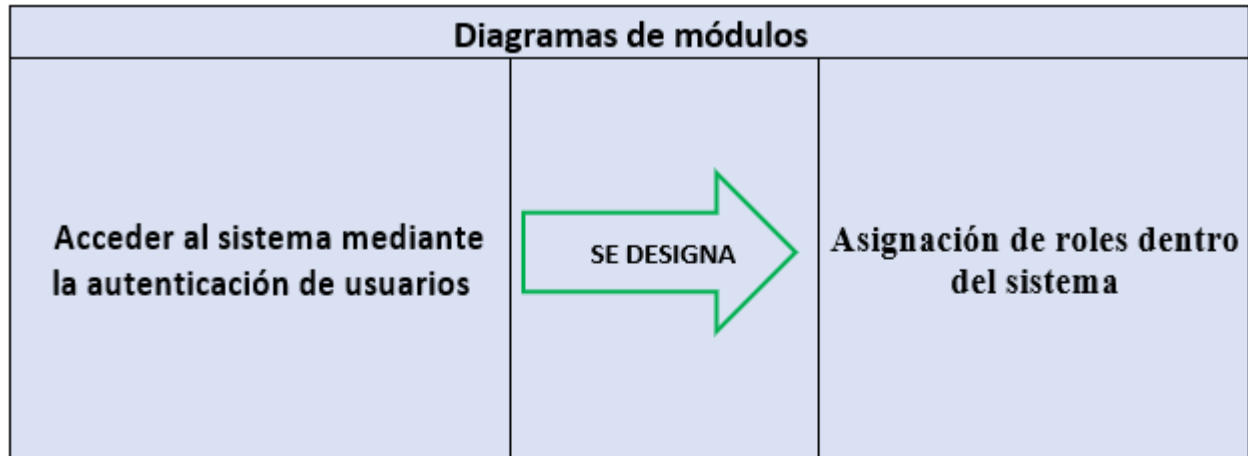 Diagramas de módulos
Acceder al sistema mediante
la autenticación de usuarios
SE DESIGNA
Asignación de roles dentro
del sistema